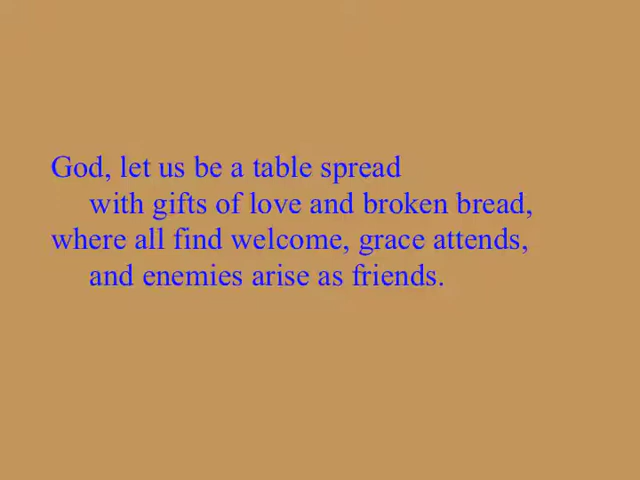 God, let us be a table spread
with gifts of love and broken bread,
where all find welcome, grace attends,
and enemies arise as friends.